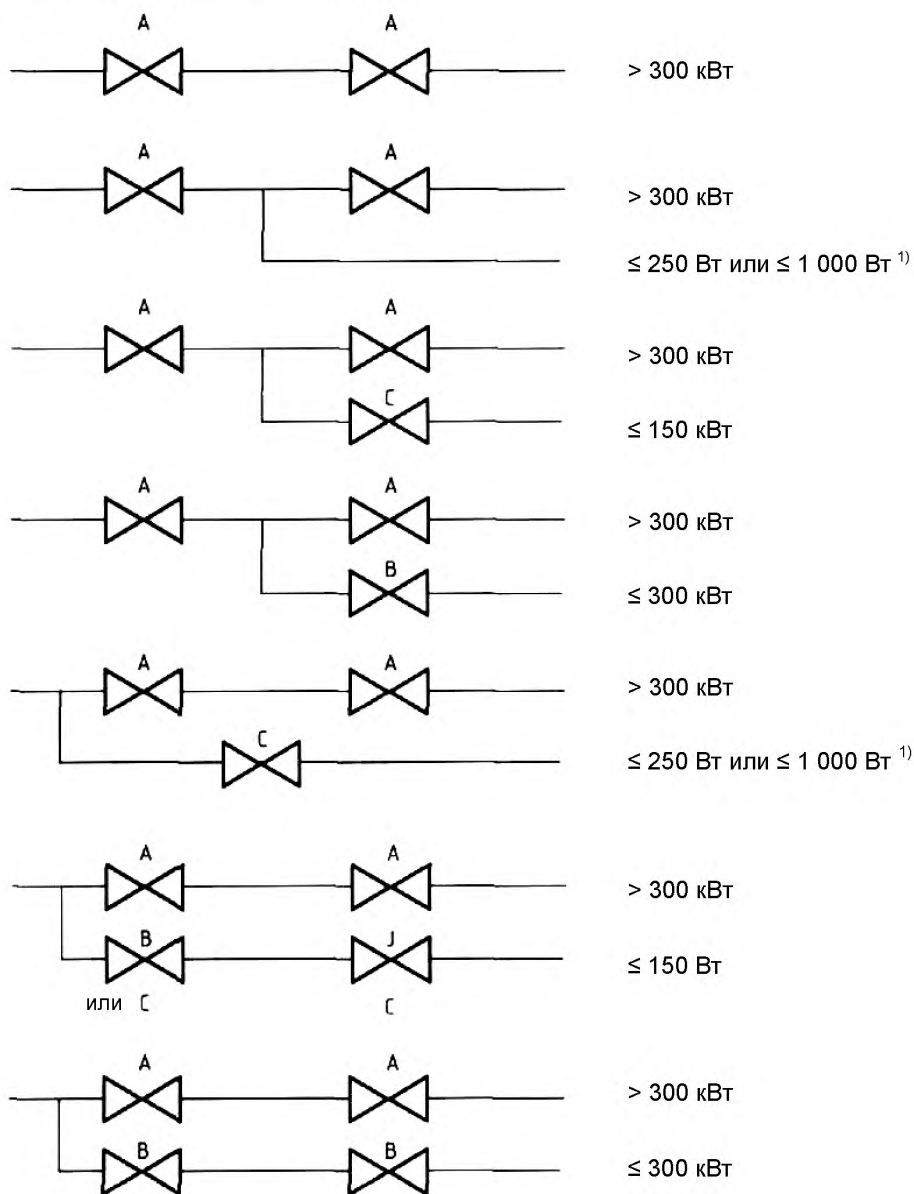 A A
> 300 кВт
A A
> 300 кВт
≤ 250 Вт или ≤ 1 000 Вт 1)
A A
> 300 кВт
C
≤ 150 кВт
A A
> 300 кВт
B
≤ 300 кВт
A A
> 300 кВт
C
≤ 250 Вт или ≤ 1 000 Вт 1)
A A
> 300 кВт
B J
≤ 150 Вт
или C C
A A
> 300 кВт
B B
≤ 300 кВт